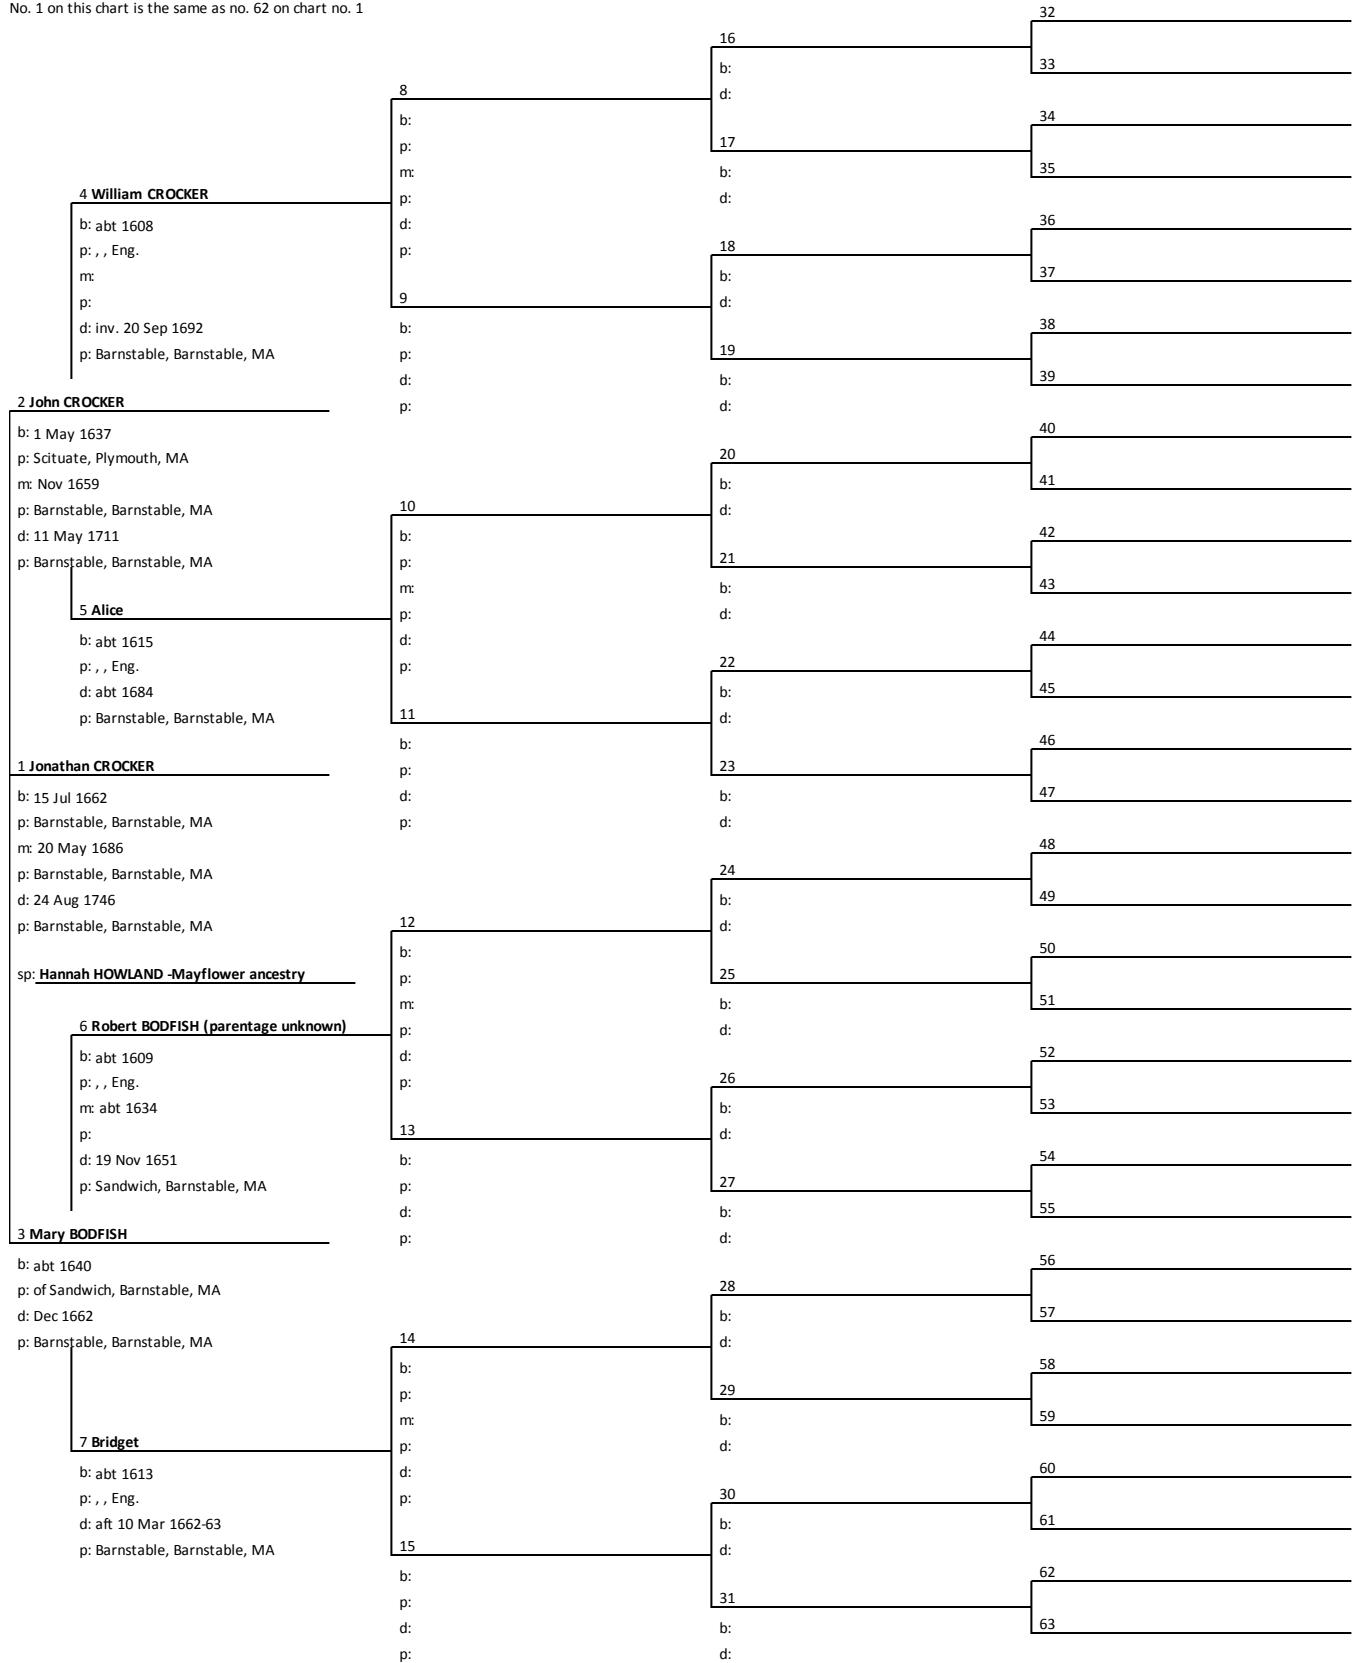 No. 1 on this chart is the same as no. 62 on chart no. 1
4 William CROCKER
b: abt 1608
p: , , Eng.
m:
p:
d: inv. 20 Sep 1692
p: Barnstable, Barnstable, MA
2 John CROCKER
b: 1 May 1637
p: Scituate, Plymouth, MA
m: Nov 1659
p: Barnstable, Barnstable, MA
d: 11 May 1711
p: Barnstable, Barnstable, MA
5 Alice
b: abt 1615
p: , , Eng.
d: abt 1684
p: Barnstable, Barnstable, MA
1 Jonathan CROCKER
b: 15 Jul 1662
p: Barnstable, Barnstable, MA
m: 20 May 1686
p: Barnstable, Barnstable, MA
d: 24 Aug 1746
p: Barnstable, Barnstable, MA
sp: Hannah HOWLAND -Mayflower ancestry
6 Robert BODFISH (parentage unknown)
b: abt 1609
p: , , Eng.
m: abt 1634
p:
d: 19 Nov 1651
p: Sandwich, Barnstable, MA
3 Mary BODFISH
b: abt 1640
p: of Sandwich, Barnstable, MA
d: Dec 1662
p: Barnstable, Barnstable, MA
7 Bridget
b: abt 1613
p: , , Eng.
d: aft 10 Mar 1662-63
p: Barnstable, Barnstable, MA
8
b:
p:
m:
p:
d:
p:
9
b:
p:
d:
p:
10
b:
p:
m:
p:
d:
p:
11
b:
p:
d:
p:
12
b:
p:
m:
p:
d:
p:
13
b:
p:
d:
p:
14
b:
p:
m:
p:
d:
p:
15
b:
p:
d:
p:
16
b:
d:
17
b:
d:
18
b:
d:
19
b:
d:
20
b:
d:
21
b:
d:
22
b:
d:
23
b:
d:
24
b:
d:
25
b:
d:
26
b:
d:
27
b:
d:
28
b:
d:
29
b:
d:
30
b:
d:
31
b:
d:
32
33
34
35
36
37
38
39
40
41
42
43
44
45
46
47
48
49
50
51
52
53
54
55
56
57
58
59
60
61
62
63